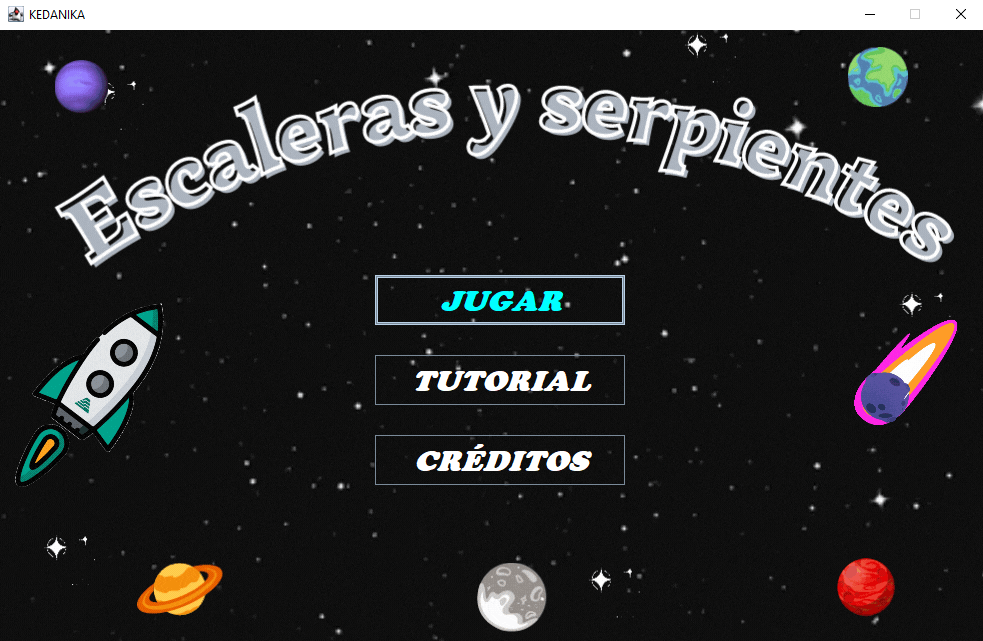 KEDANIKA
Escaleras y serpientes
JUGAR
TUTORIAL
CRÉDITOS